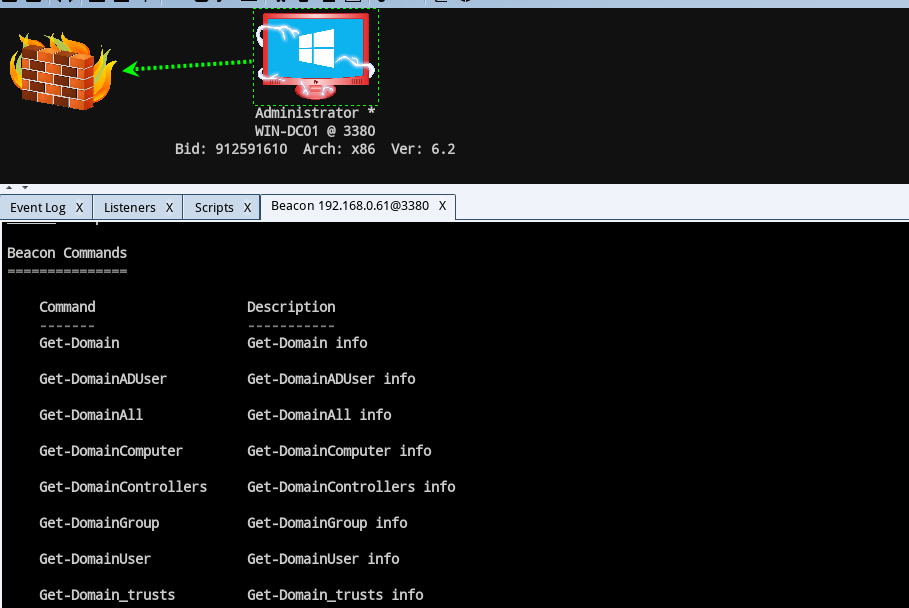 Administrator *
WIN-DC01 @ 3380
Bid: 912591610 Arch: x86 Ver: 6.2
Event Log X Listeners X Scripts X Beacon 192.168.0.61@3380 X
Beacon Commands
===============
Command Description
------- -----------
Get-Domain Get-Domain info
Get-DomainADUser Get-DomainADUser info
Get-DomainAll Get-DomainAll info
Get-DomainComputer Get-DomainComputer info
Get-DomainControllers Get-DomainControllers info
Get-DomainGroup Get-DomainGroup info
Get-DomainUser Get-DomainUser info
Get-Domain_trusts Get-Domain_trusts info